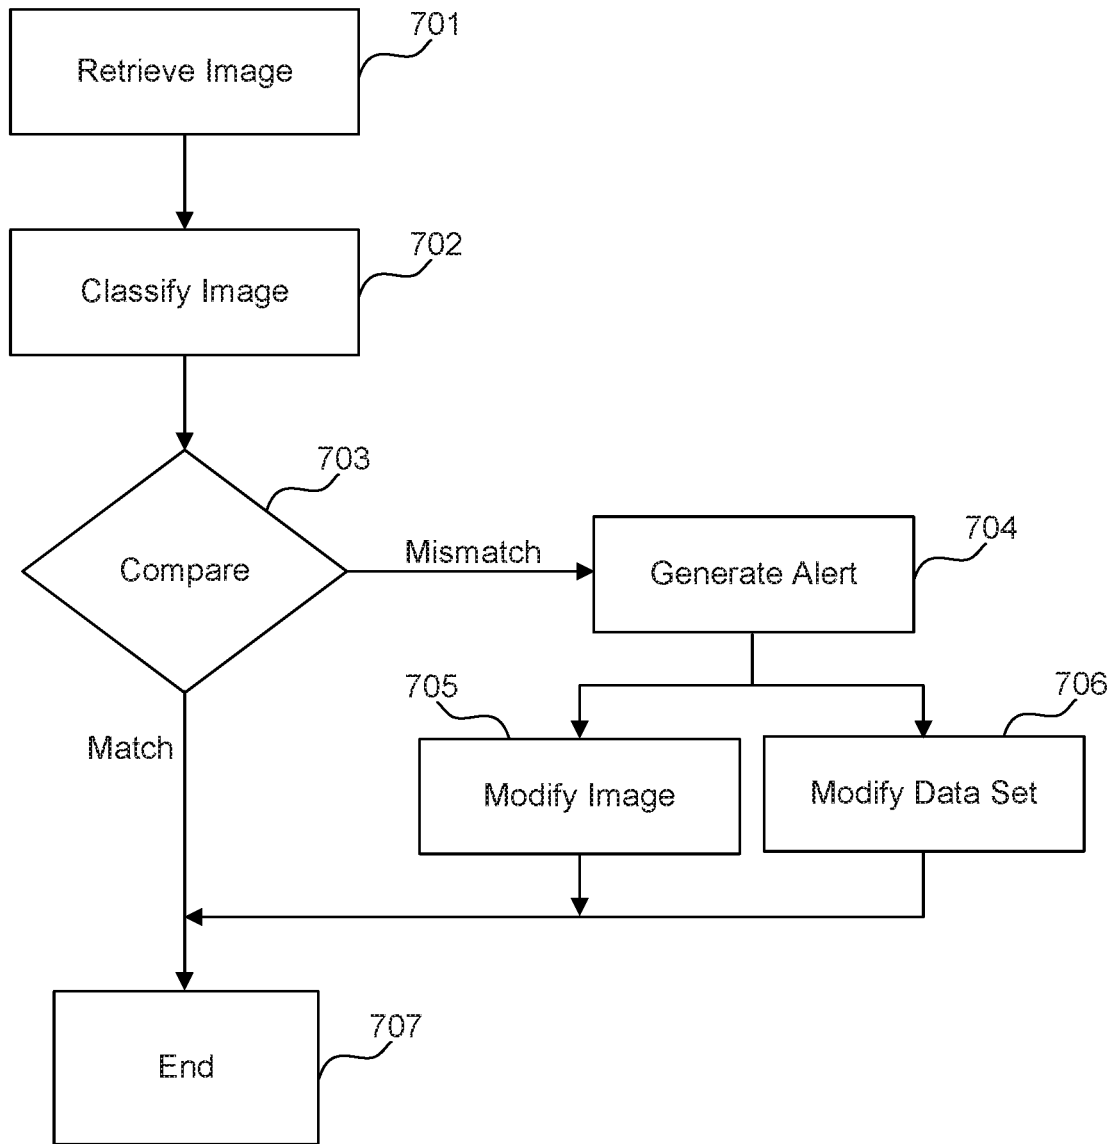 701
Retrieve Image
702
Classify Image
703
Compare
Mismatch
704
Generate Alert
705
706
Match
Modify Image
Modify Data Set
707
End